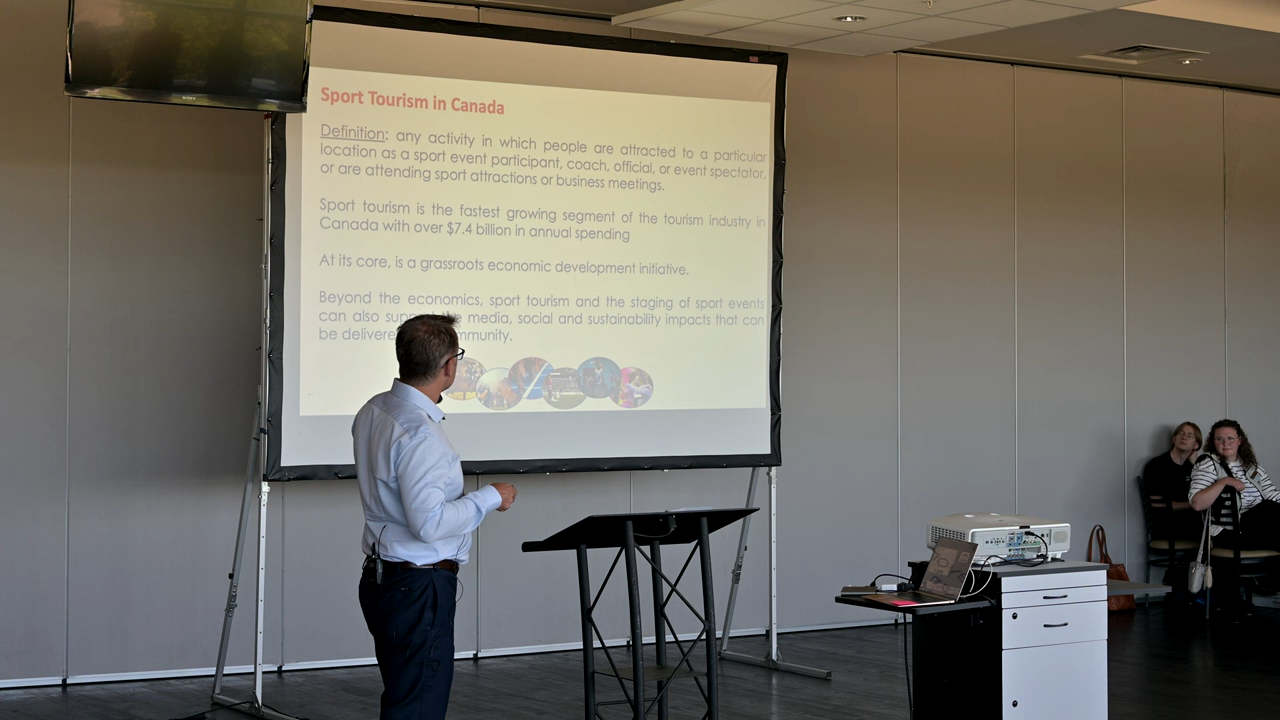 SONY
Sport Tourism in Canada
Definition: any activity in which people are attracted to a particular
location as a sport event participant, coach, official, or event spectator,
or are attending sport attractions or business meetings.
Sport tourism is the fastest growing segment of the tourism industry in
Canada with over $7.4 billion in annual spending
At its core, is a grassroots economic development initiative.
Beyond the economics, sport tourism and the staging of sport events
can also media, social and sustainability impacts that can
be